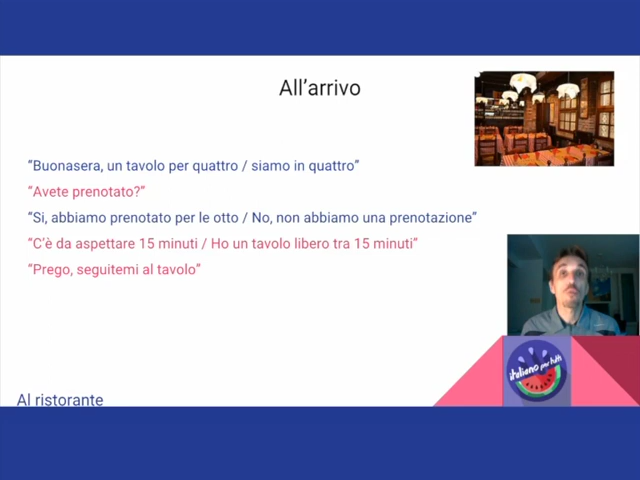 All'arrivo
"Buonasera, un tavolo per quattro / siamo in quattro"
"Avete prenotato?"
"Si, abbiamo prenotato per le otto / No, non abbiamo una prenotazione"
"C'è da aspettare 15 minuti / Ho un tavolo libero tra 15 minuti"
"Prego, seguitemi al tavolo"
italiano per tutti
Al ristorante